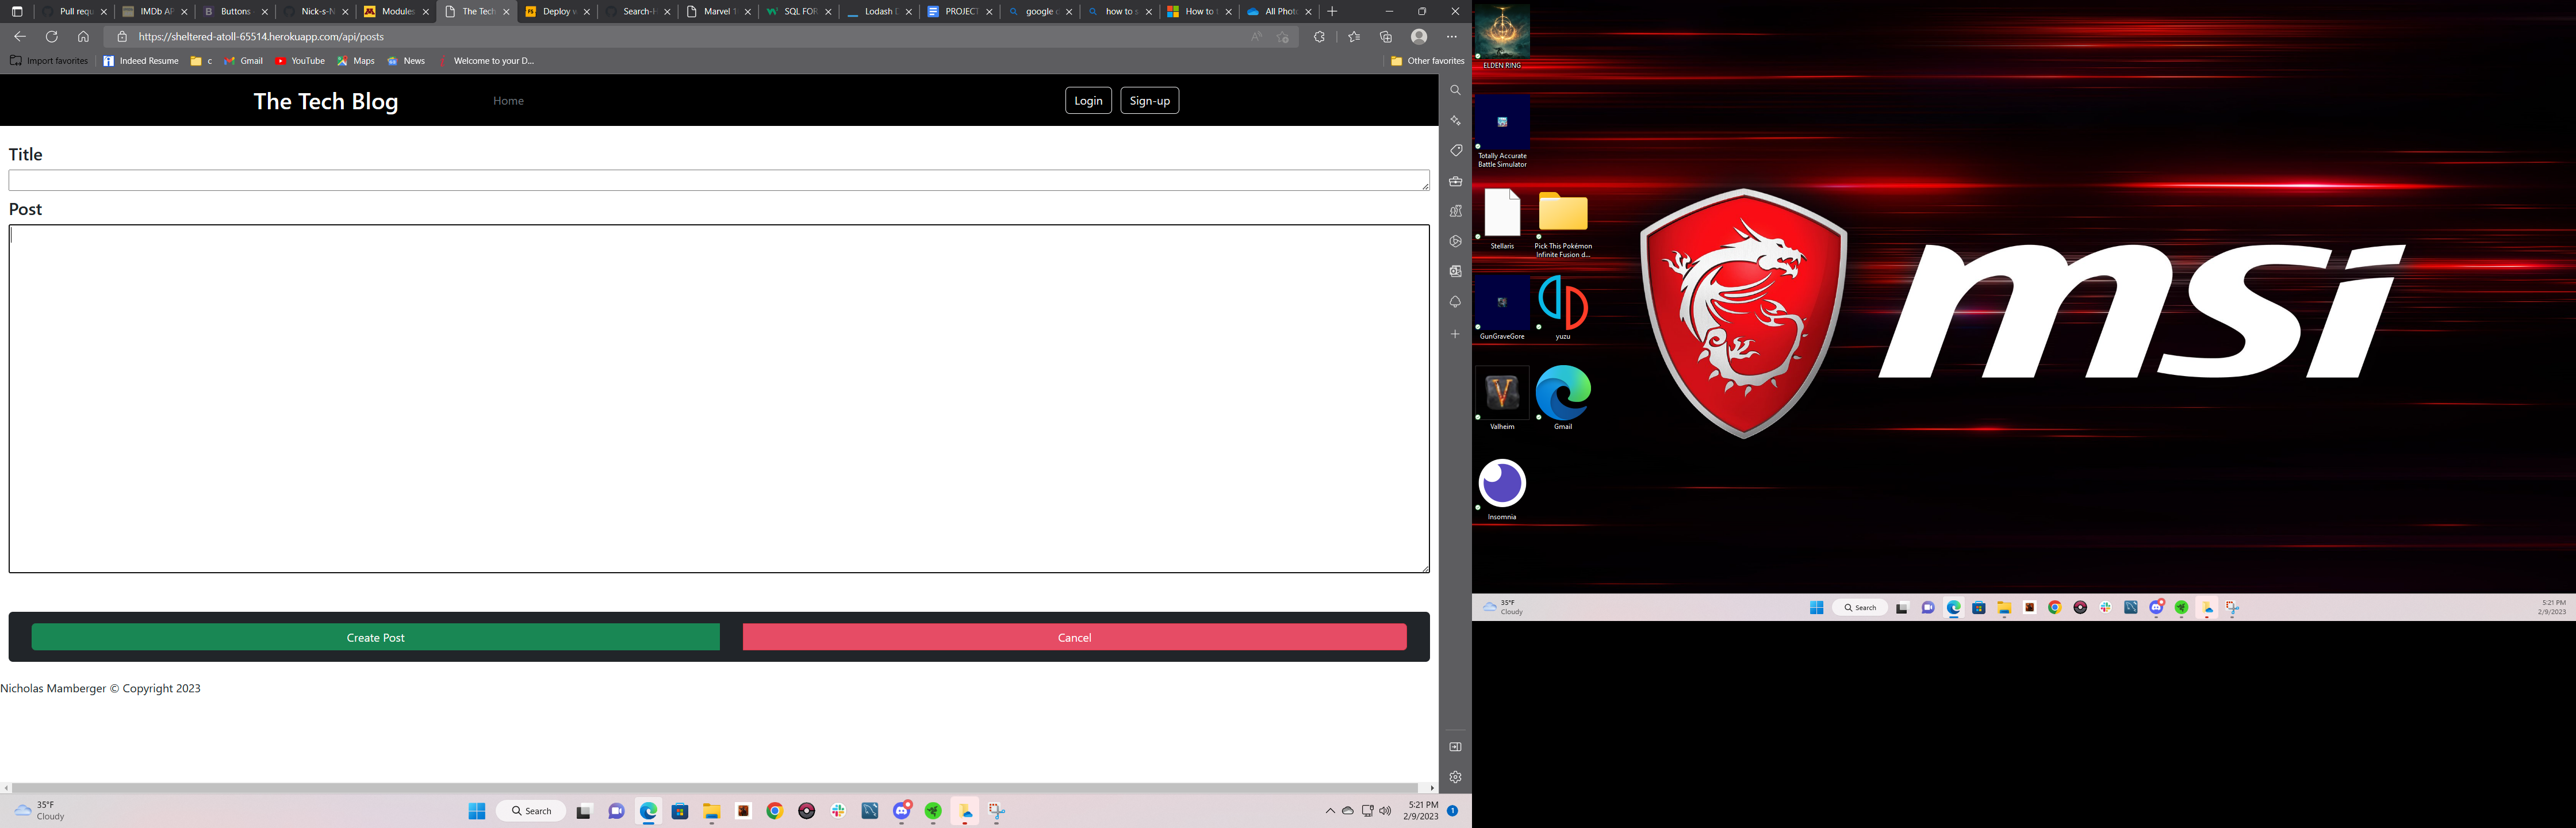 Pull requ
IMDb AP
Buttons
Nick-s-N
Modules
The Tech
Deploy w
Search-H
Marvel 1
SQL FOR
Lodash D
PROJECT
google d
how to s
How to I
All Photo
https://sheltered-atoll-65514.herokuapp.com/api/posts
Import favorites
Indeed Resume
c
Gmail
YouTube
Maps
News
Welcome to your D...
Other favorites
The Tech Blog
Home
Login
Sign-up
Title
Post
Create Post
Cancel
Nicholas Mamberger © Copyright 2023
35°F
Cloudy
Search
5:21 PM
2/9/2023
1
ELDEN RING
Totally Accurate
Battle Simulator
Stellaris
Pick This Pokémon
Infinite Fusion d...
GunGraveGore
yuzu
Valheim
Gmail
Insomnia
msi
35°F
Cloudy
Search
5:21 PM
2/9/2023